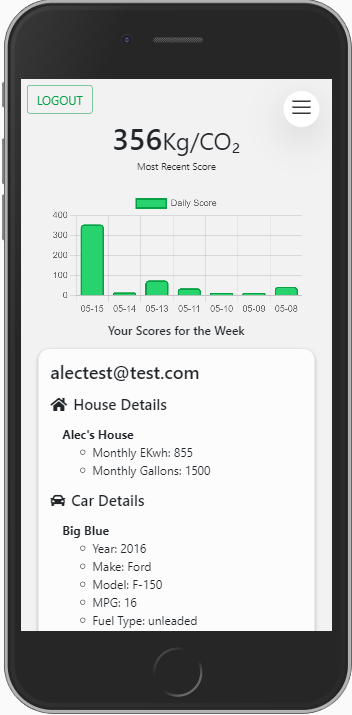 LOGOUT
356Kg/CO₂
Most Recent Score
Daily Score
400
300
200
100
0
05-15 05-14 05-13 05-11 05-10 05-09 05-08
Your Scores for the Week
alectest@test.com
House Details
Alec's House
Monthly EKwh: 855
Monthly Gallons: 1500
Car Details
Big Blue
Year: 2016
Make: Ford
Model: F-150
MPG: 16
Fuel Type: unleaded